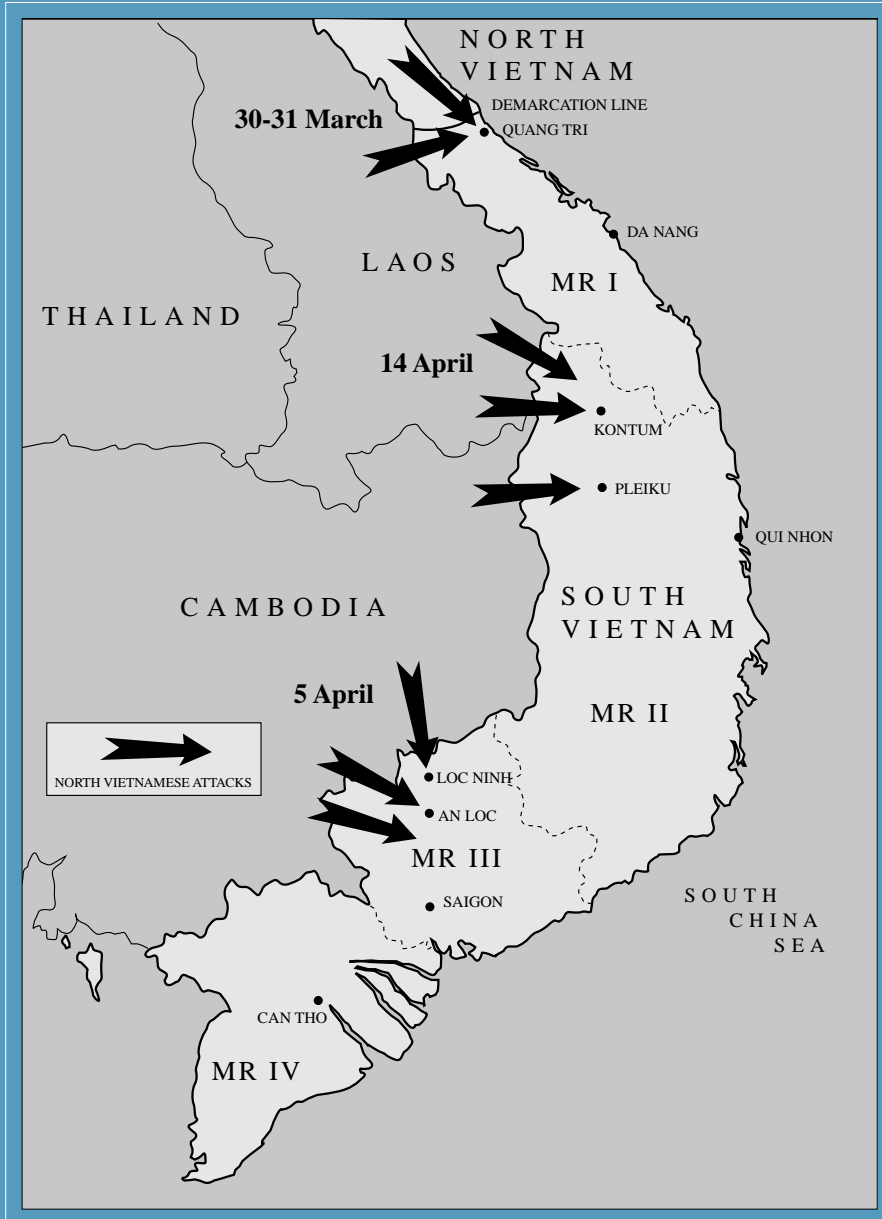 NORTH
VIETNAM
DEMARCATION LINE
30-31 March
QUANG TRI
DA NANG
LAOS
MR I
THAILAND
14 April
KONTUM
PLEIKU
QUI NHON
CAMBODIA
SOUTH
VIETNAM
5 April
MR II
NORTH VIETNAMESE ATTACKS
LOC NINH
AN LOC
MR III
SAIGON
SOUTH
CHINA
SEA
CAN THO
MR IV